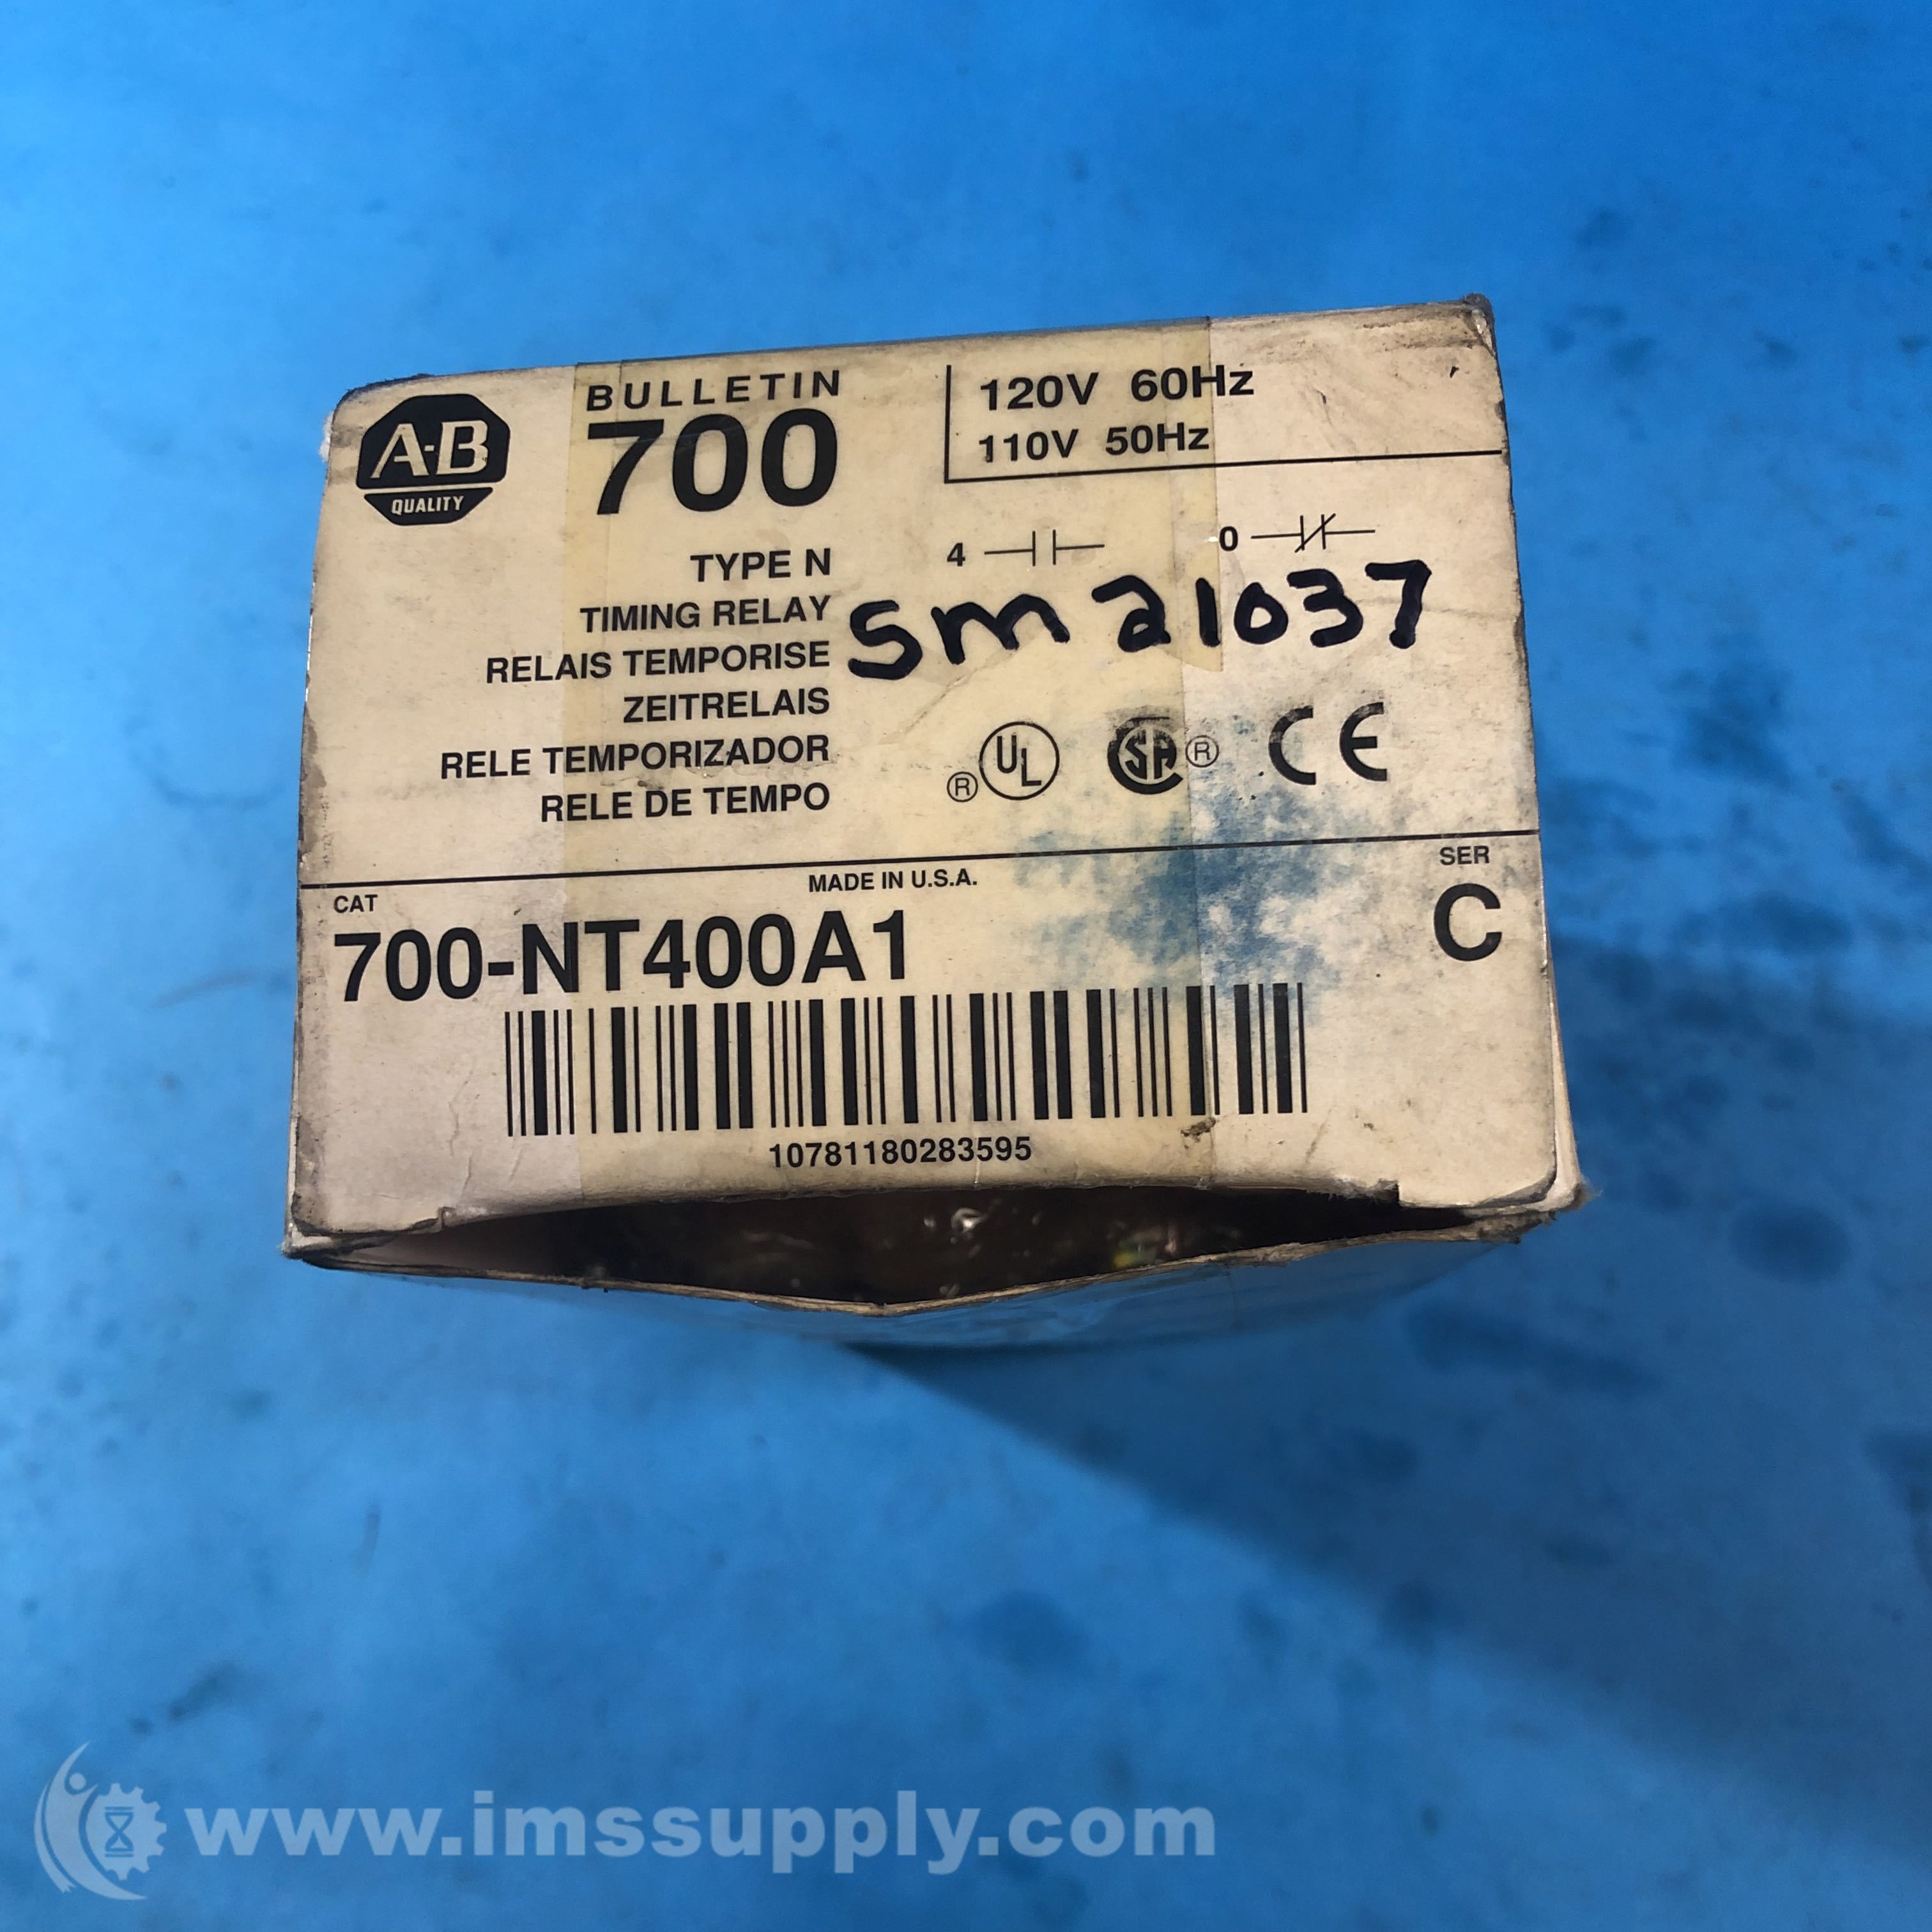 A-B
QUALITY
BULLETIN
700
120V 60Hz
110V 50Hz
TYPE N
4
0
TIMING RELAY
RELAIS TEMPORISE
ZEITRELAIS
RELE TEMPORIZADOR
RELE DE TEMPO
Sm21037
® UL
SA ®
CE
MADE IN U.S.A.
CAT
700-NT400A1
SER
C
10781180283595
www.imssupply.com